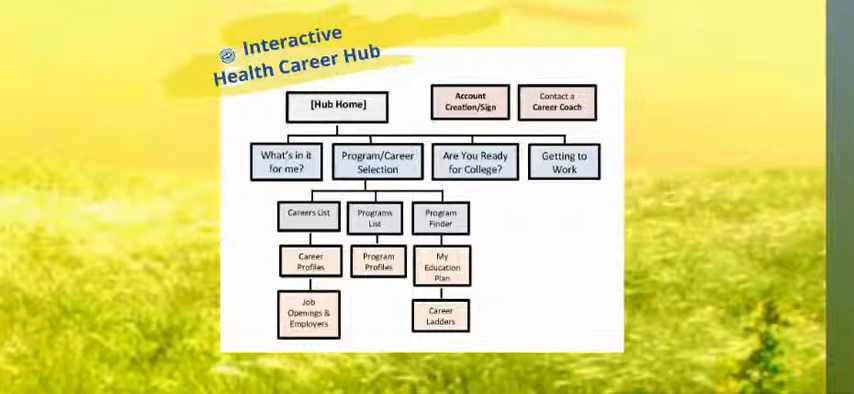 Interactive
Health Career Hub
[Hub Home]
Account
Creation/Sign
Contact a
Career Coach
What's in it
for me?
Program/Career
Selection
Are You Ready
for College?
Getting to
Work
Careers List
Programs
List
Program
Finder
Career
Profiles
Program
Profiles
My
Education
Plan
Job
Openings &
Employers
Career
Ladders